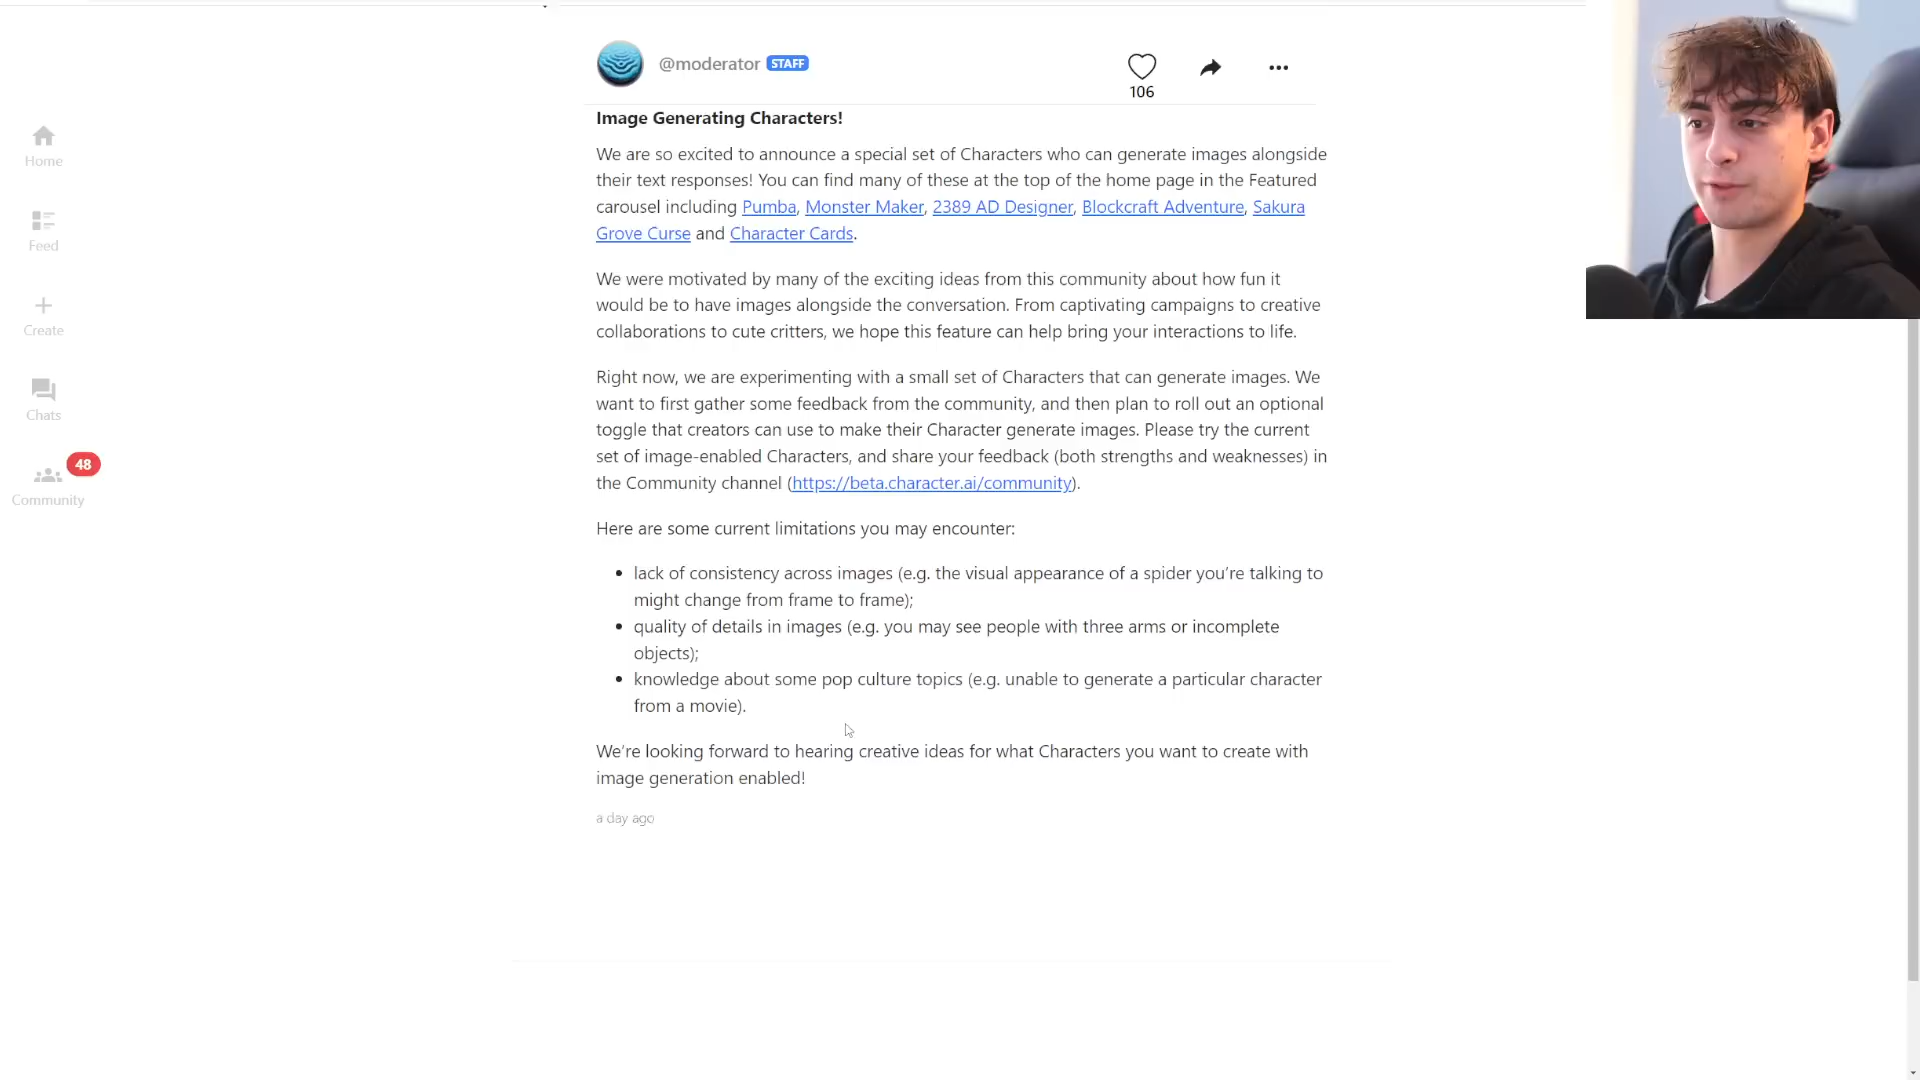 @moderator STAFF
106
Image Generating Characters!
We are so excited to announce a special set of Characters who can generate images alongside
their text responses! You can find many of these at the top of the home page in the Featured
carousel including Pumba, Monster Maker, 2389 AD Designer, Blockcraft Adventure, Sakura
Grove Curse and Character Cards.
We were motivated by many of the exciting ideas from this community about how fun it
would be to have images alongside the conversation. From captivating campaigns to creative
collaborations to cute critters, we hope this feature can help bring your interactions to life.
Right now, we are experimenting with a small set of Characters that can generate images. We
want to first gather some feedback from the community, and then plan to roll out an optional
toggle that creators can use to make their Character generate images. Please try the current
set of image-enabled Characters, and share your feedback (both strengths and weaknesses) in
the Community channel (https://beta.character.ai/community).
Here are some current limitations you may encounter:
lack of consistency across images (e.g. the visual appearance of a spider you’re talking to
might change from frame to frame);
quality of details in images (e.g. you may see people with three arms or incomplete
objects);
knowledge about some pop culture topics (e.g. unable to generate a particular character
from a movie).
We’re looking forward to hearing creative ideas for what Characters you want to create with
image generation enabled!
a day ago
Home
Feed
Create
Chats
48
Community